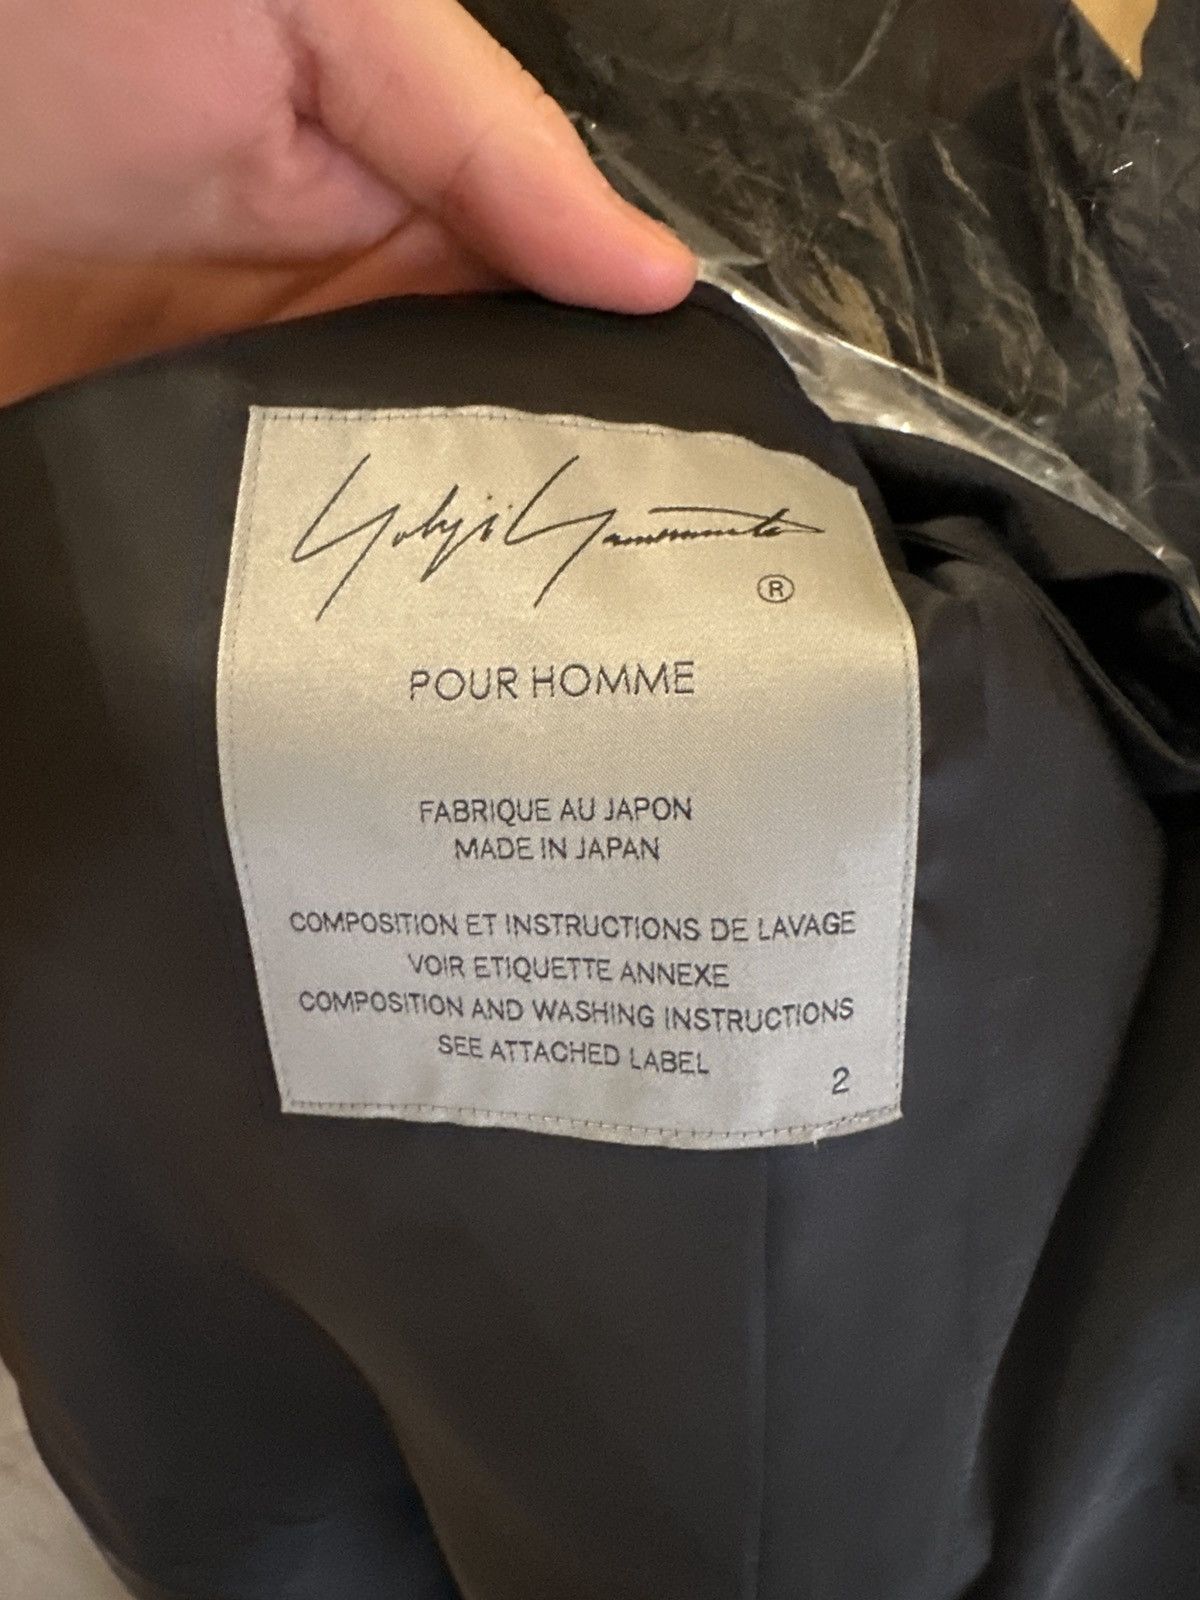 Yohji Yamamoto
®
POUR HOMME
FABRIQUE AU JAPON
MADE IN JAPAN
COMPOSITION ET INSTRUCTIONS DE LAVAGE
VOIR ETIQUETTE ANNEXE
COMPOSITION AND WASHING INSTRUCTIONS
SEE ATTACHED LABEL
2